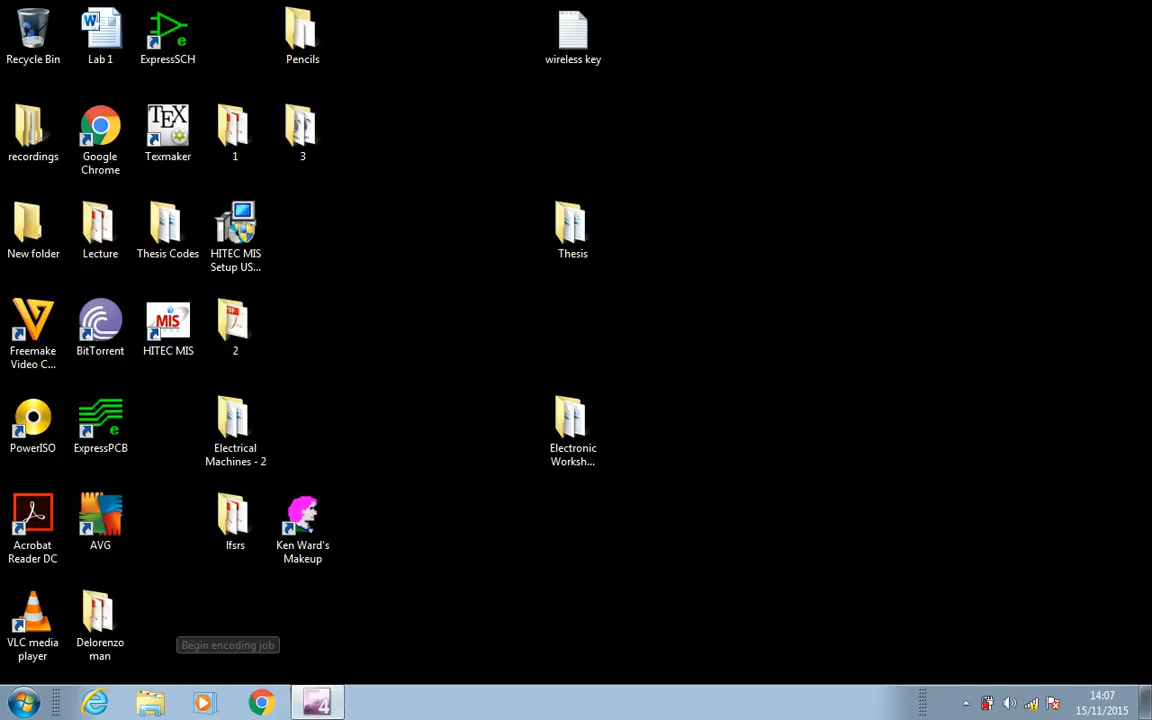 Recycle Bin
Lab 1
ExpressSCH
Pencils
wireless key
recordings
Google
Chrome
Texmaker
1
3
New folder
Lecture
Thesis Codes
HITEC MIS
Setup US...
Thesis
Freemake
Video C...
BitTorrent
HITEC MIS
2
PowerISO
ExpressPCB
Electrical
Machines - 2
Electronic
Worksh...
Acrobat
Reader DC
AVG
lfsrs
Ken Ward's
Makeup
VLC media
player
Delorenzo
man
Begin encoding job
14:07
15/11/2015